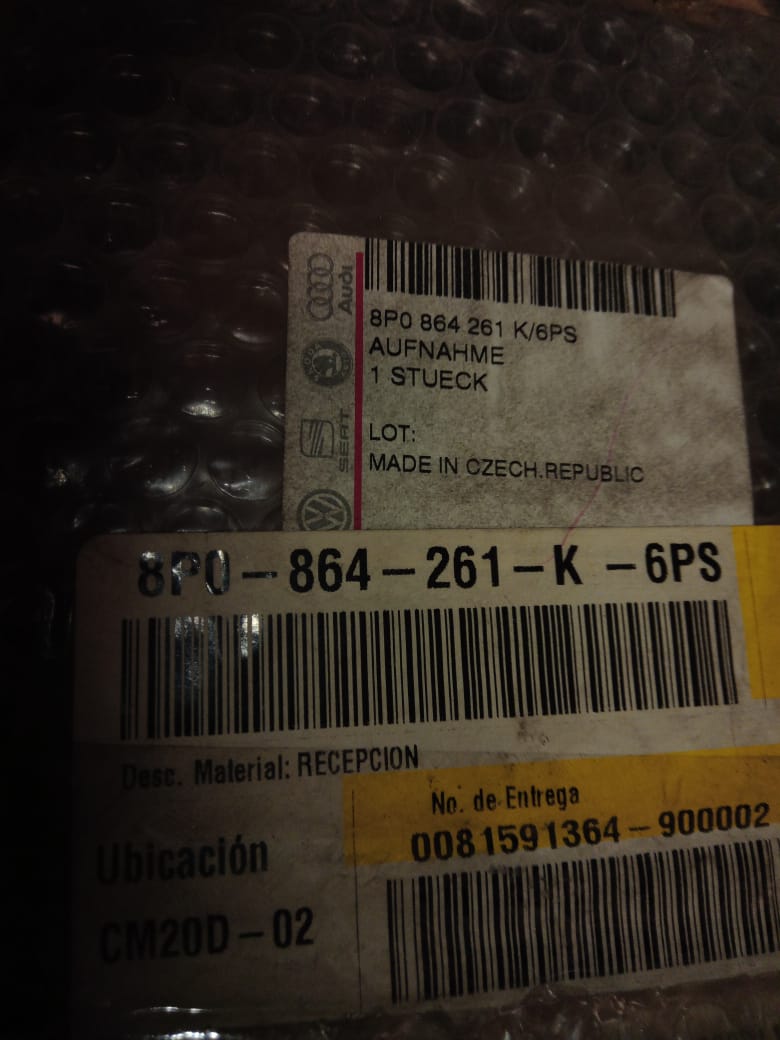 Audi
8P0 864 261 K/6PS
AUFNAHME
1 STUECK
SEAT
LOT:
MADE IN CZECH.REPUBLIC
8P0-864-261-K -6PS
Desc. Material: RECEPCION
No. de Entrega
0081591364-900002
Ubicación
CM20D-02